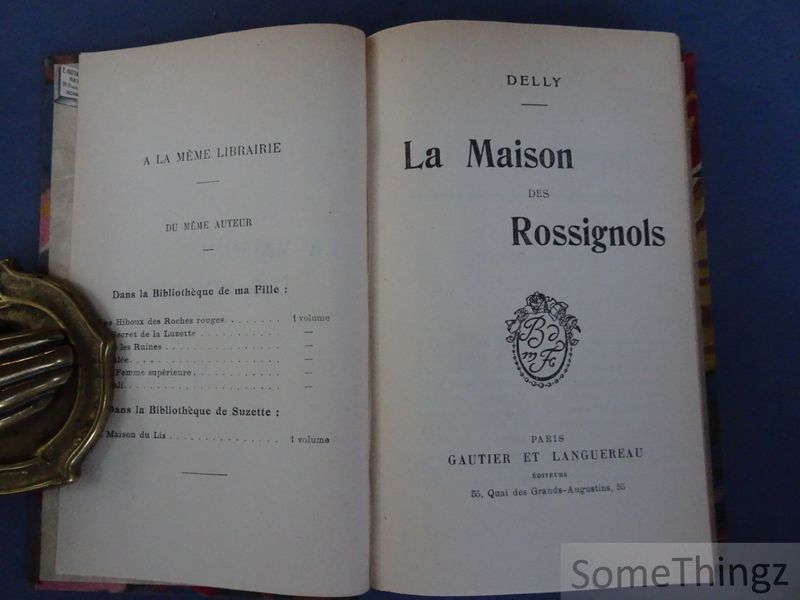 A LA MÊME LIBRAIRIE
DU MÊME AUTEUR
Dans la Bibliothèque de ma Fille :
Hiboux des Roches rouges. . . . . . . 1 volume
Secret de la Luzette . . . . . . . . . . —
les Ruines . . . . . . . . . . . . . —
. . . . . . . . . . . . . . . . —
Femme supérieure . . . . . . . . . . —
. . . . . . . . . . . . . . . . —
Dans la Bibliothèque de Suzette :
Maison du Lis . . . . . . . . . . . . . 1 volume
DELLY
La Maison
DES
Rossignols
B de
m F
PARIS
GAUTIER ET LANGUEREAU
ÉDITEURS
55, Quai des Grands-Augustins, 55
SomeThingz